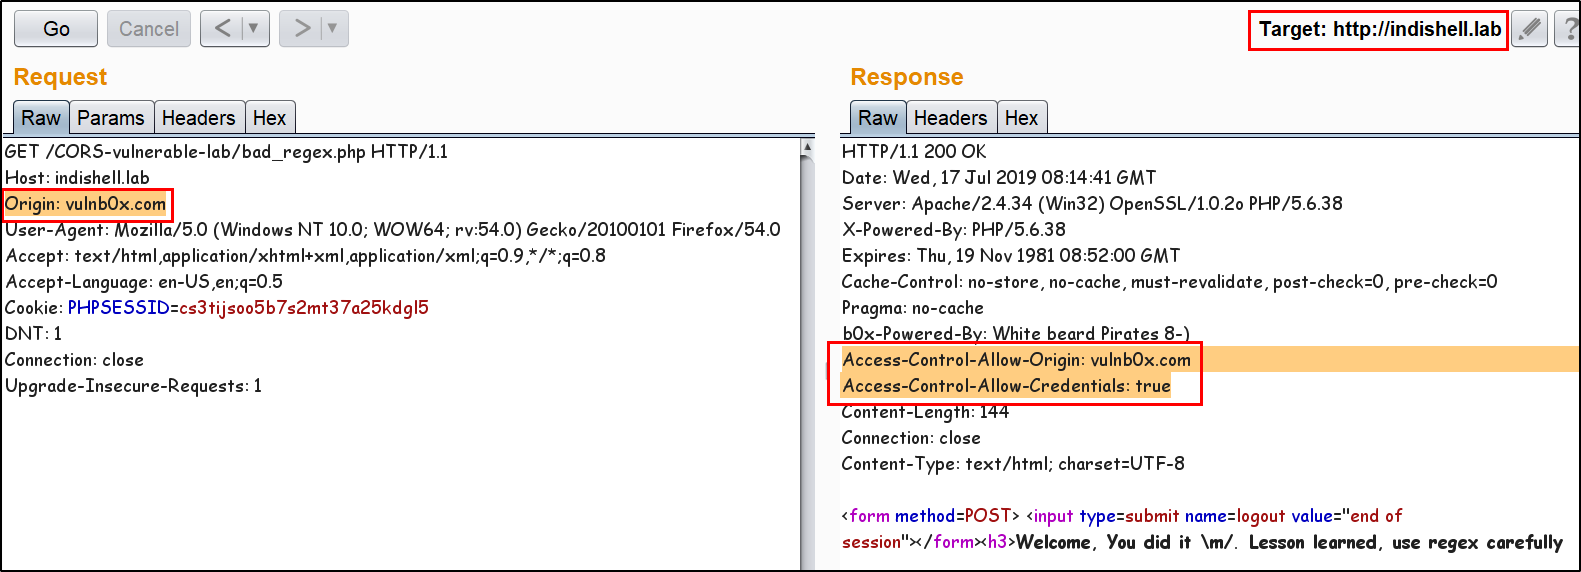 Go Cancel < > Target: http://indishell.lab ?
Request
Raw Params Headers Hex
GET /CORS-vulnerable-lab/bad_regex.php HTTP/1.1
Host: indishell.lab
Origin: vulnb0x.com
User-Agent: Mozilla/5.0 (Windows NT 10.0; WOW64; rv:54.0) Gecko/20100101 Firefox/54.0
Accept: text/html,application/xhtml+xml,application/xml;q=0.9,*/*;q=0.8
Accept-Language: en-US,en;q=0.5
Cookie: PHPSESSID=cs3tijsoo5b7s2mt37a25kdgl5
DNT: 1
Connection: close
Upgrade-Insecure-Requests: 1
Response
Raw Headers Hex
HTTP/1.1 200 OK
Date: Wed, 17 Jul 2019 08:14:41 GMT
Server: Apache/2.4.34 (Win32) OpenSSL/1.0.2o PHP/5.6.38
X-Powered-By: PHP/5.6.38
Expires: Thu, 19 Nov 1981 08:52:00 GMT
Cache-Control: no-store, no-cache, must-revalidate, post-check=0, pre-check=0
Pragma: no-cache
b0x-Powered-By: White beard Pirates 8-)
Access-Control-Allow-Origin: vulnb0x.com
Access-Control-Allow-Credentials: true
Content-Length: 144
Connection: close
Content-Type: text/html; charset=UTF-8
<form method=POST> <input type=submit name=logout value="end of
session"></form><h3>Welcome, You did it \m/. Lesson learned, use regex carefully